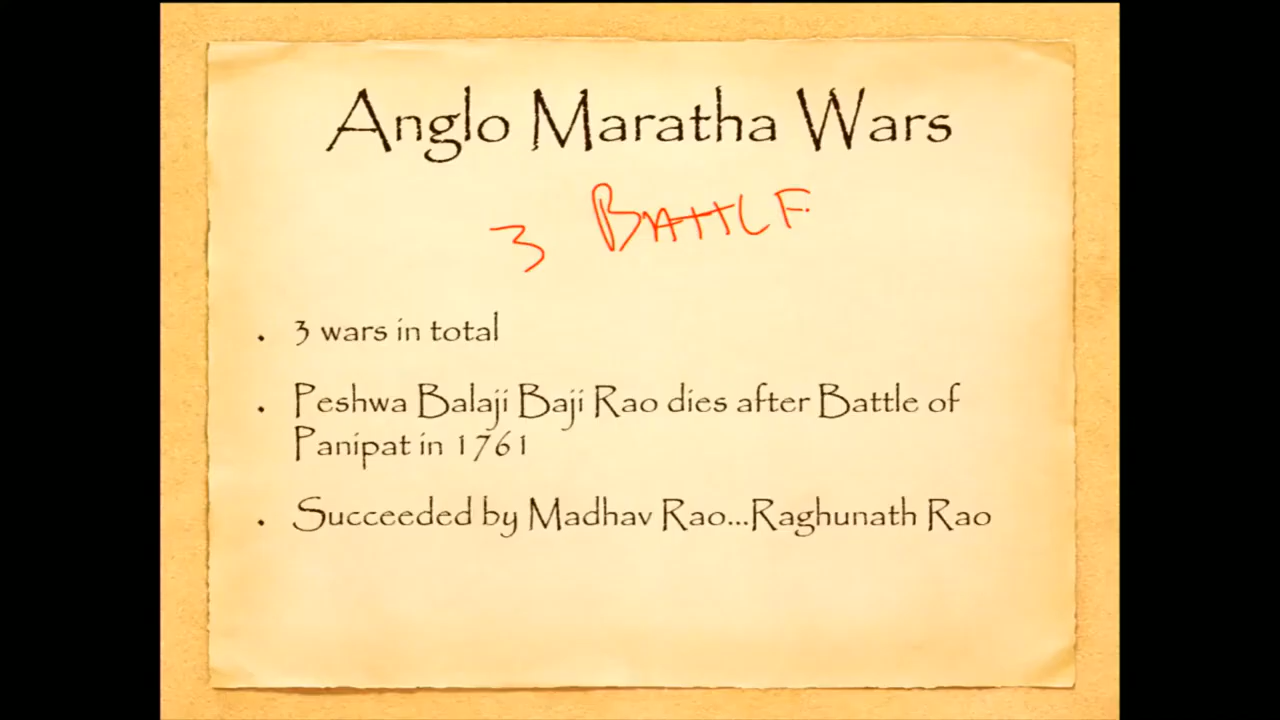 Anglo Maratha Wars
3 BATTLE
. 3 wars in total
. Peshwa Balaji Baji Rao dies after Battle of
Panipat in 1761
. Succeeded by Madhav Rao...Raghunath Rao